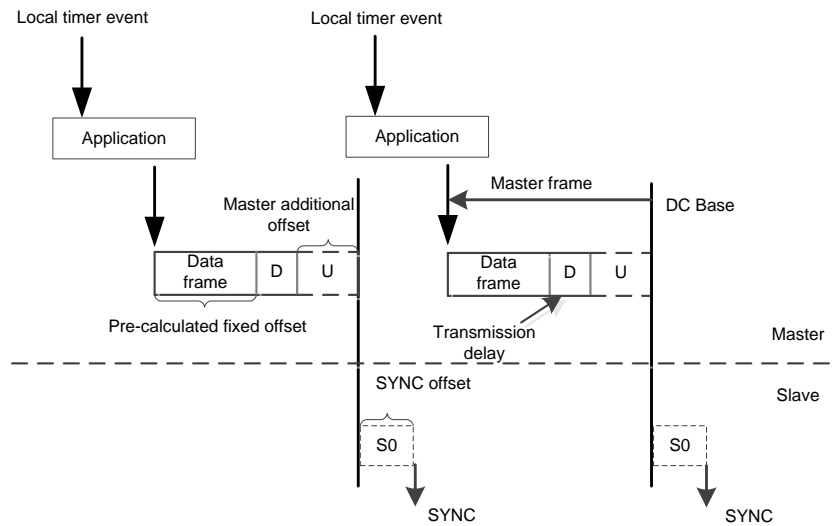 Local timer event
Local timer event
Application
Application
Master frame
DC Base
Master additional
offset
Data
frame
D
U
Data
frame
D
U
Pre-calculated fixed offset
Transmission
delay
Master
SYNC offset
Slave
S0
S0
SYNC
SYNC